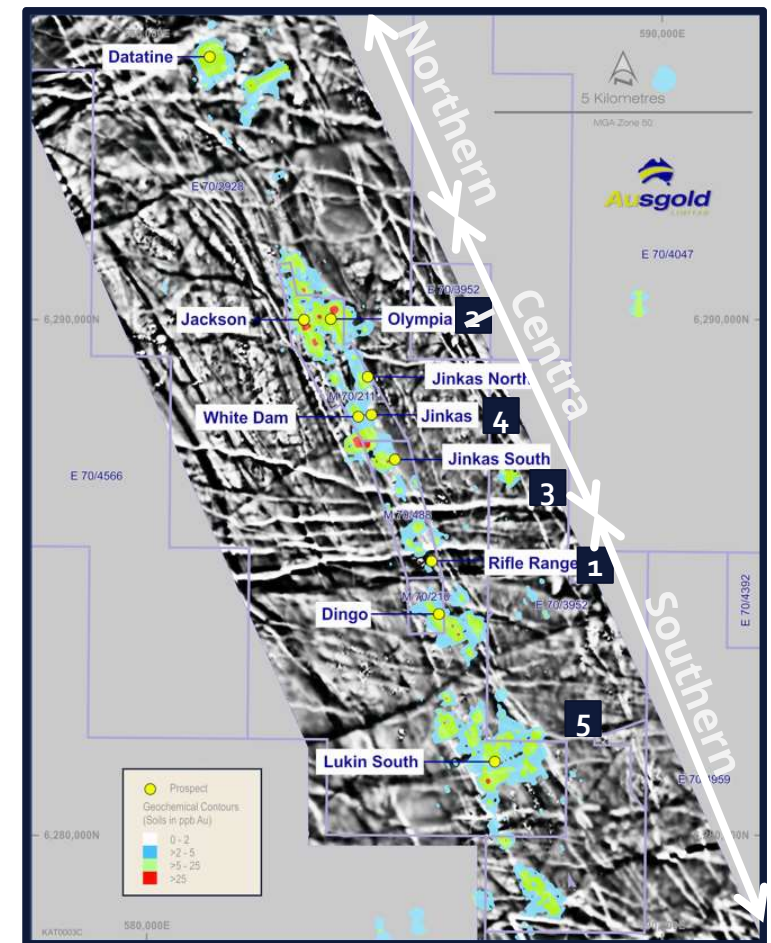 590,000E
Datatine
Northern
5 Kilometres
MGA Zone 50
E 70/2928
Ausgold
LIMITED
E 70/4047
E 70/3952
6,290,000N
Jackson
Olympia
2
6,290,000N
Centra
Jinkas North
M 70/211
White Dam
Jinkas
4
Jinkas South
E 70/4566
3
M 70/488
Rifle Range
1
M 70/210
E 70/3952
E 70/4392
Dingo
Southern
5
Lukin South
E 70/4959
Prospect
Geochemical Contours
(Soils in ppb Au)
0 - 2
>2 - 5
>5 - 25
>25
6,280,000N
580,000E
KAT0003C